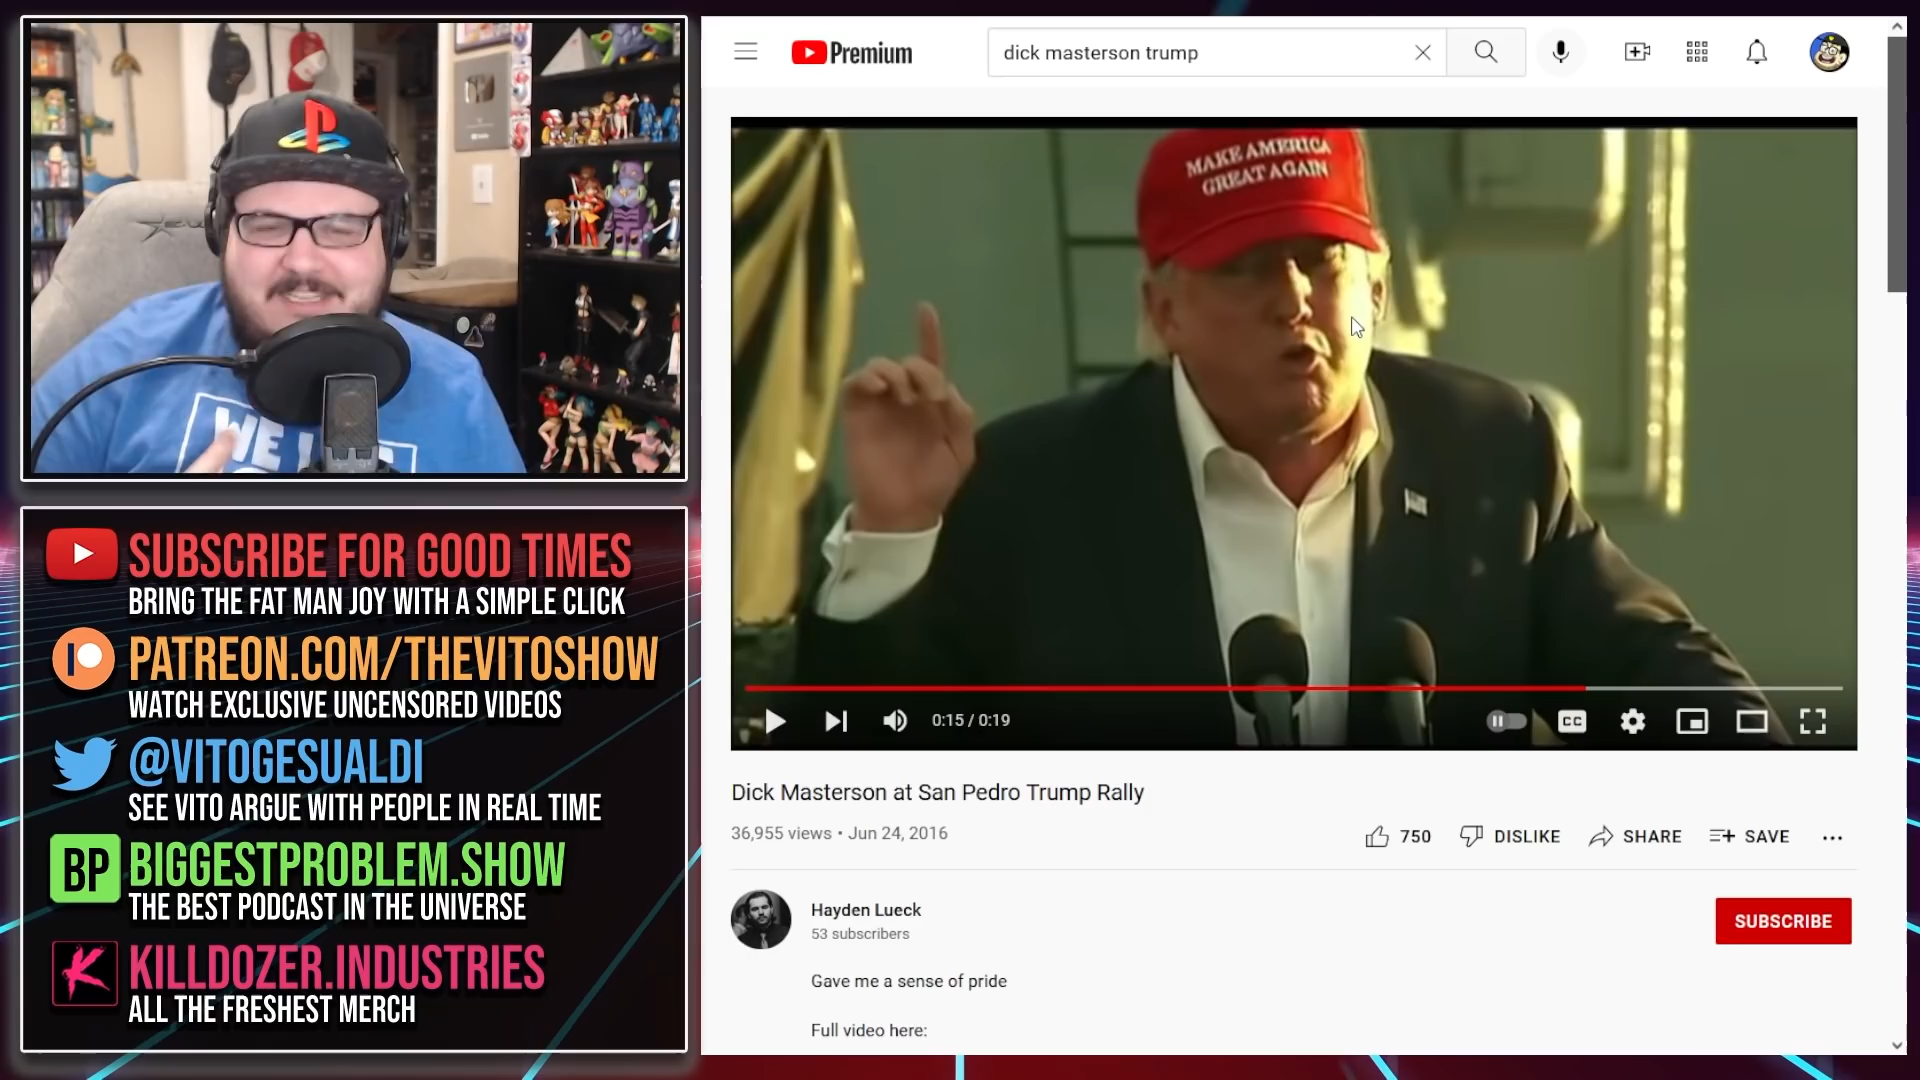 WE
SUBSCRIBE FOR GOOD TIMES
BRING THE FAT MAN JOY WITH A SIMPLE CLICK
PATREON.COM/THEVITOSHOW
WATCH EXCLUSIVE UNCENSORED VIDEOS
@VITOGESUALDI
SEE VITO ARGUE WITH PEOPLE IN REAL TIME
BP BIGGESTPROBLEM.SHOW
THE BEST PODCAST IN THE UNIVERSE
K KILLDOZER.INDUSTRIES
ALL THE FRESHEST MERCH
Premium
dick masterson trump
MAKE AMERICA
GREAT AGAIN
0:15 / 0:19
CC
Dick Masterson at San Pedro Trump Rally
36,955 views • Jun 24, 2016
750 DISLIKE SHARE SAVE ...
Hayden Lueck
53 subscribers
SUBSCRIBE
Gave me a sense of pride
Full video here: